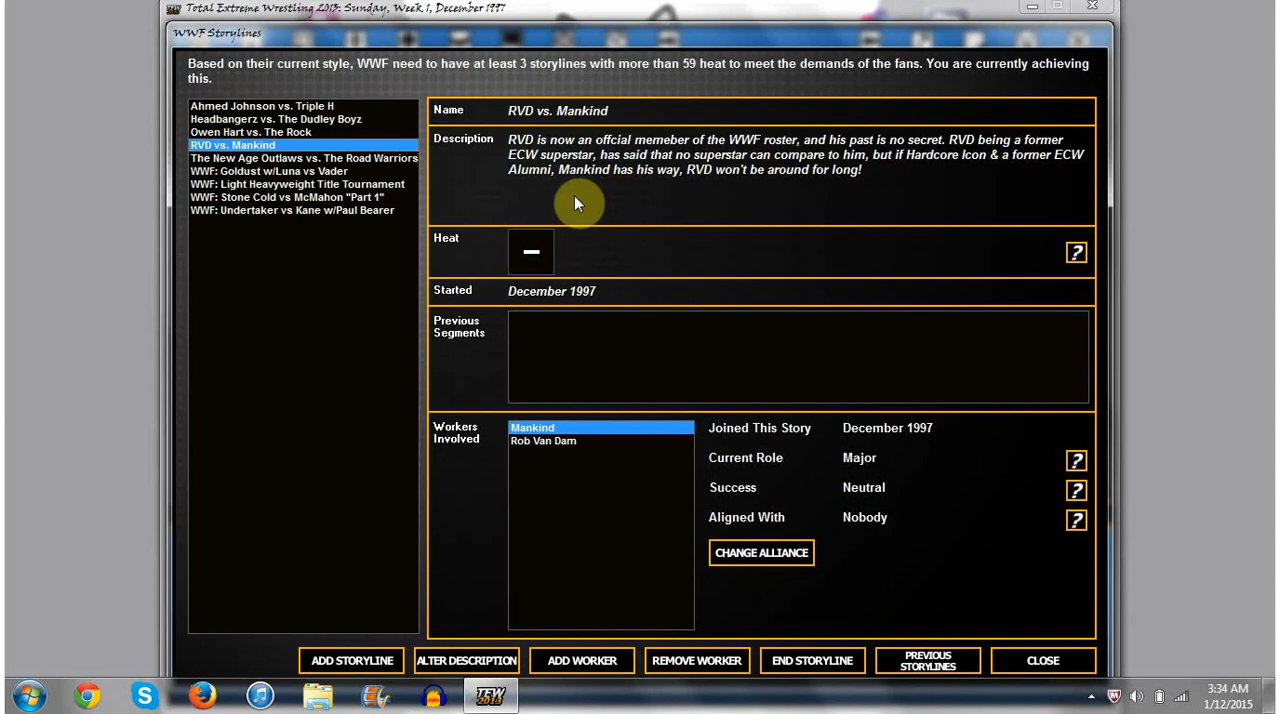 Total Extreme Wrestling 2013: Sunday, Week 1, December 1997
WWF Storylines
Based on their current style, WWF need to have at least 3 storylines with more than 59 heat to meet the demands of the fans. You are currently achieving
this.
Ahmed Johnson vs. Triple H
Headbangerz vs. The Dudley Boyz
Owen Hart vs. The Rock
RVD vs. Mankind
The New Age Outlaws vs. The Road Warriors
WWF: Goldust w/Luna vs Vader
WWF: Light Heavyweight Title Tournament
WWF: Stone Cold vs McMahon "Part 1"
WWF: Undertaker vs Kane w/Paul Bearer
Name
RVD vs. Mankind
Description
RVD is now an offcial memeber of the WWF roster, and his past is no secret. RVD being a former
ECW superstar, has said that no superstar can compare to him, but if Hardcore Icon & a former ECW
Alumni, Mankind has his way, RVD won't be around for long!
Heat
–
?
Started
December 1997
Previous
Segments
Workers
Involved
Mankind
Rob Van Dam
Joined This Story
December 1997
Current Role
Major
?
Success
Neutral
?
Aligned With
Nobody
?
CHANGE ALLIANCE
ADD STORYLINE
ALTER DESCRIPTION
ADD WORKER
REMOVE WORKER
END STORYLINE
PREVIOUS
STORYLINES
CLOSE
TEW
2013
3:34 AM
1/12/2015